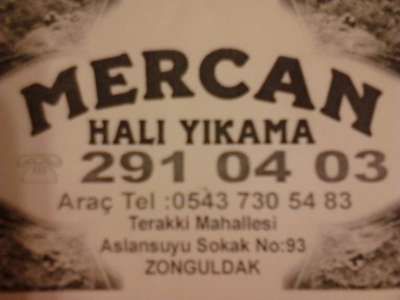 MERCAN
HALI YIKAMA
291 04 03
Araç Tel :0543 730 54 83
Terakki Mahallesi
Aslansuyu Sokak No:93
ZONGULDAK